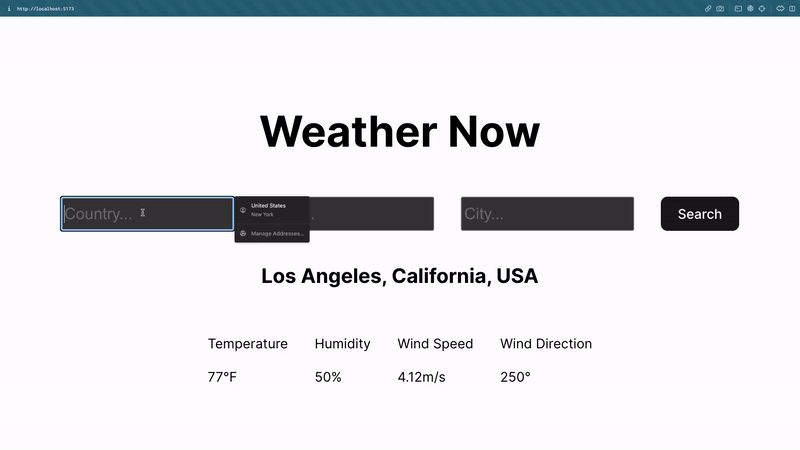 http://localhost:5173
Weather Now
Country...
United States
New York
Manage Addresses...
City...
Search
Los Angeles, California, USA
Temperature Humidity Wind Speed Wind Direction
77°F 50% 4.12m/s 250°